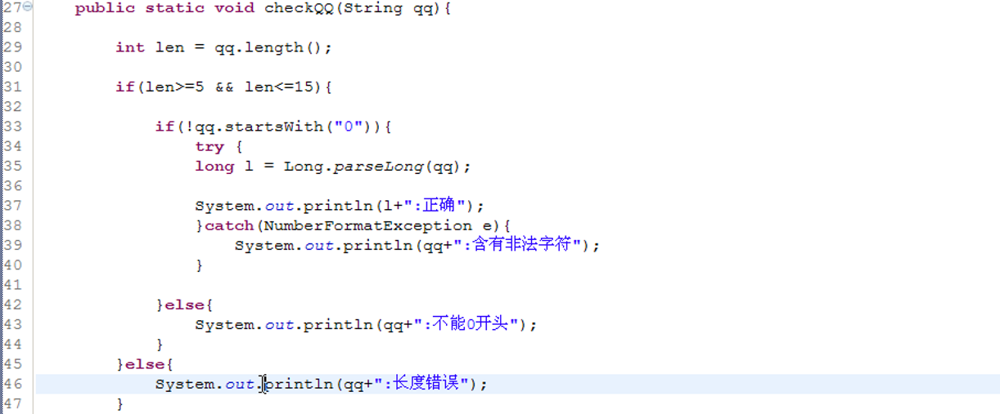 27 public static void checkQQ(String qq){
28
29 int len = qq.length();
30
31 if(len>=5 && len<=15){
32
33 if(!qq.startsWith("0")){
34 try {
35 long l = Long.parseLong(qq);
36
37 System.out.println(l+":正确");
38 }catch(NumberFormatException e){
39 System.out.println(qq+":含有非法字符");
40 }
41
42 }else{
43 System.out.println(qq+":不能0开头");
44 }
45 }else{
46 System.out.println(qq+":长度错误");
47 }